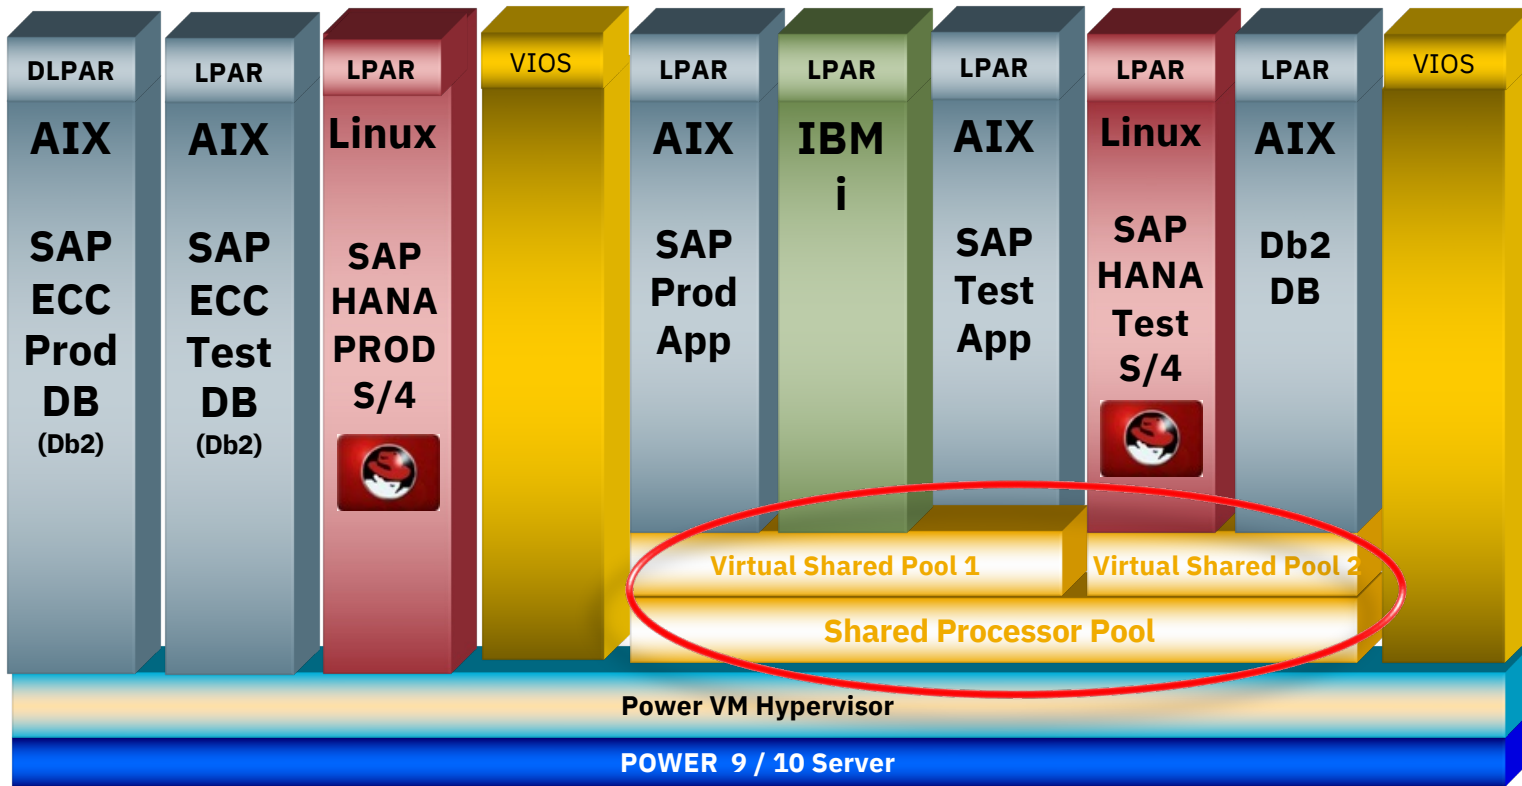 DLPAR
AIX
SAP
ECC
Prod
DB
(Db2)
LPAR
AIX
SAP
ECC
Test
DB
(Db2)
LPAR
Linux
SAP
HANA
PROD
S/4
VIOS
LPAR
AIX
SAP
Prod
App
LPAR
IBM
i
LPAR
AIX
SAP
Test
App
LPAR
Linux
SAP
HANA
Test
S/4
LPAR
AIX
Db2
DB
VIOS
Virtual Shared Pool 1
Virtual Shared Pool 2
Shared Processor Pool
Power VM Hypervisor
POWER 9 / 10 Server